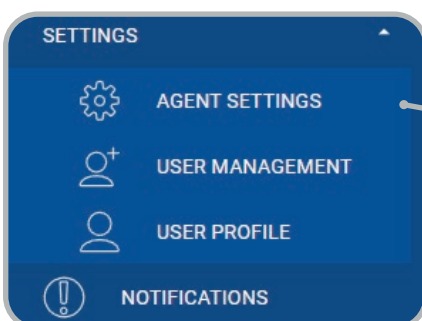 SETTINGS
AGENT SETTINGS
USER MANAGEMENT
USER PROFILE
NOTIFICATIONS